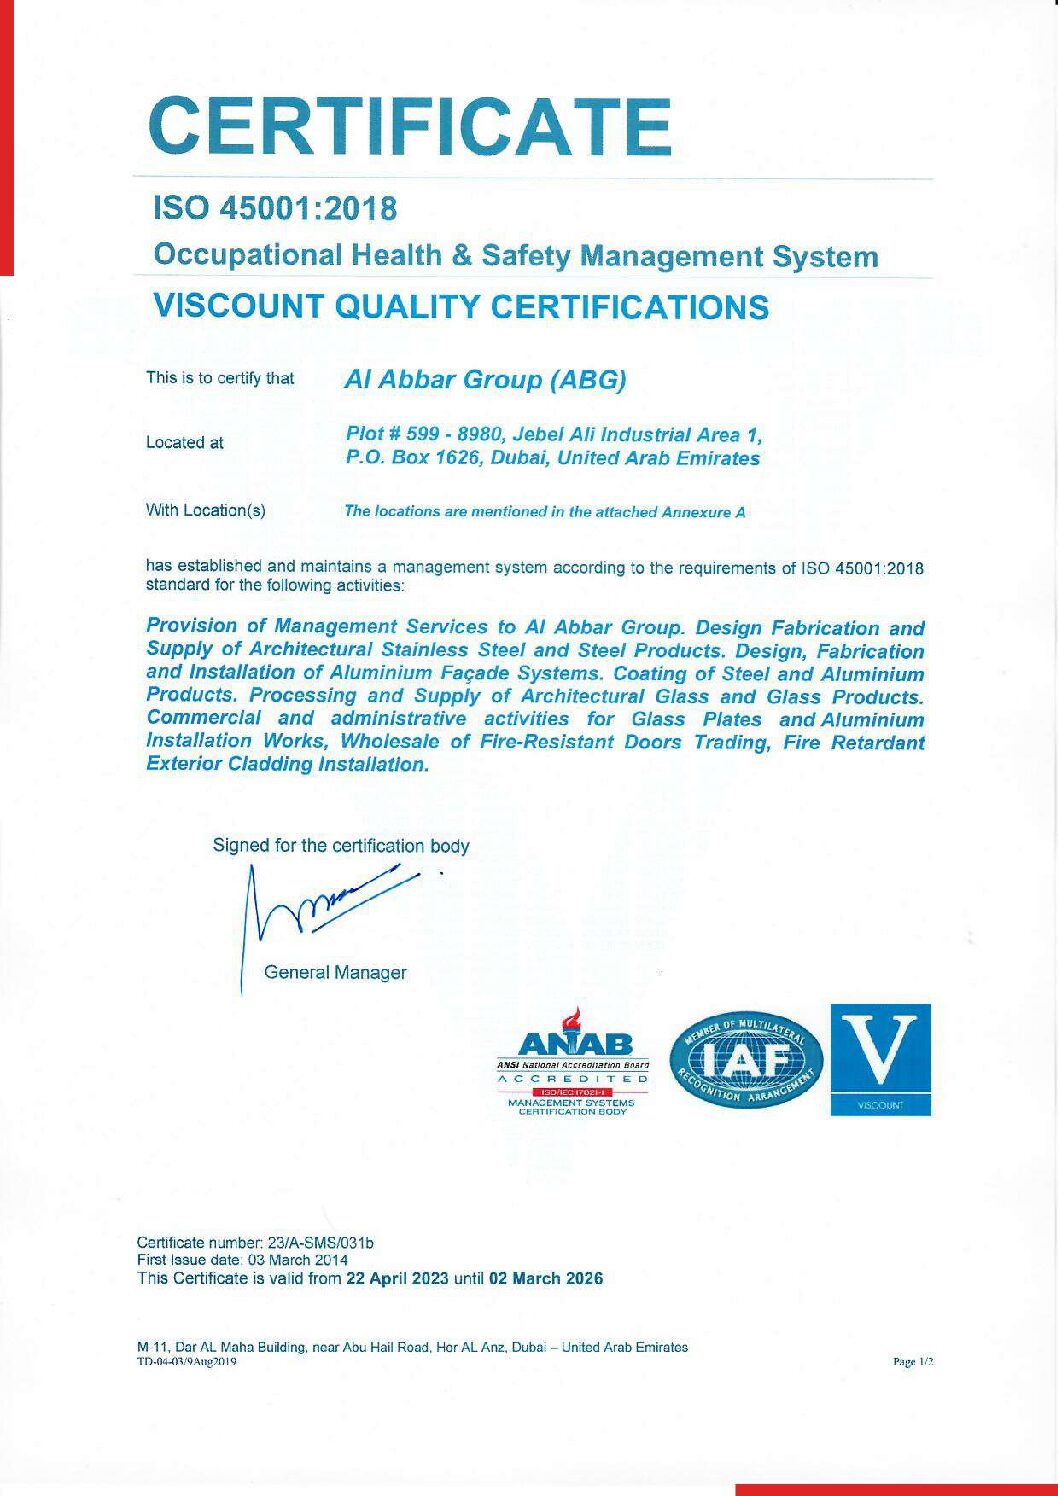 CERTIFICATE
ISO 45001:2018
Occupational Health & Safety Management System
VISCOUNT QUALITY CERTIFICATIONS
This is to certify that Al Abbar Group (ABG)
Located at Plot # 599 - 8980, Jebel Ali Industrial Area 1,
P.O. Box 1626, Dubai, United Arab Emirates
With Location(s) The locations are mentioned in the attached Annexure A
has established and maintains a management system according to the requirements of ISO 45001:2018
standard for the following activities:
Provision of Management Services to Al Abbar Group. Design Fabrication and
Supply of Architectural Stainless Steel and Steel Products. Design, Fabrication
and Installation of Aluminium Façade Systems. Coating of Steel and Aluminium
Products. Processing and Supply of Architectural Glass and Glass Products.
Commercial and administrative activities for Glass Plates and Aluminium
Installation Works, Wholesale of Fire-Resistant Doors Trading, Fire Retardant
Exterior Cladding Installation.
Signed for the certification body
General Manager
ANAB
ANSI National Accreditation Board
ACCREDITED
ISO/IEC 17021-1
MANAGEMENT SYSTEMS
CERTIFICATION BODY
MEMBER OF MULTILATERAL
IAF
RECOGNITION ARRANGEMENT
V
VISCOUNT
Certificate number: 23/A-SMS/031b
First Issue date: 03 March 2014
This Certificate is valid from 22 April 2023 until 02 March 2026
M-11, Dar AL Maha Building, near Abu Hail Road, Hor AL Anz, Dubai – United Arab Emirates
TD-04-03/9Aug2019 Page 1/2